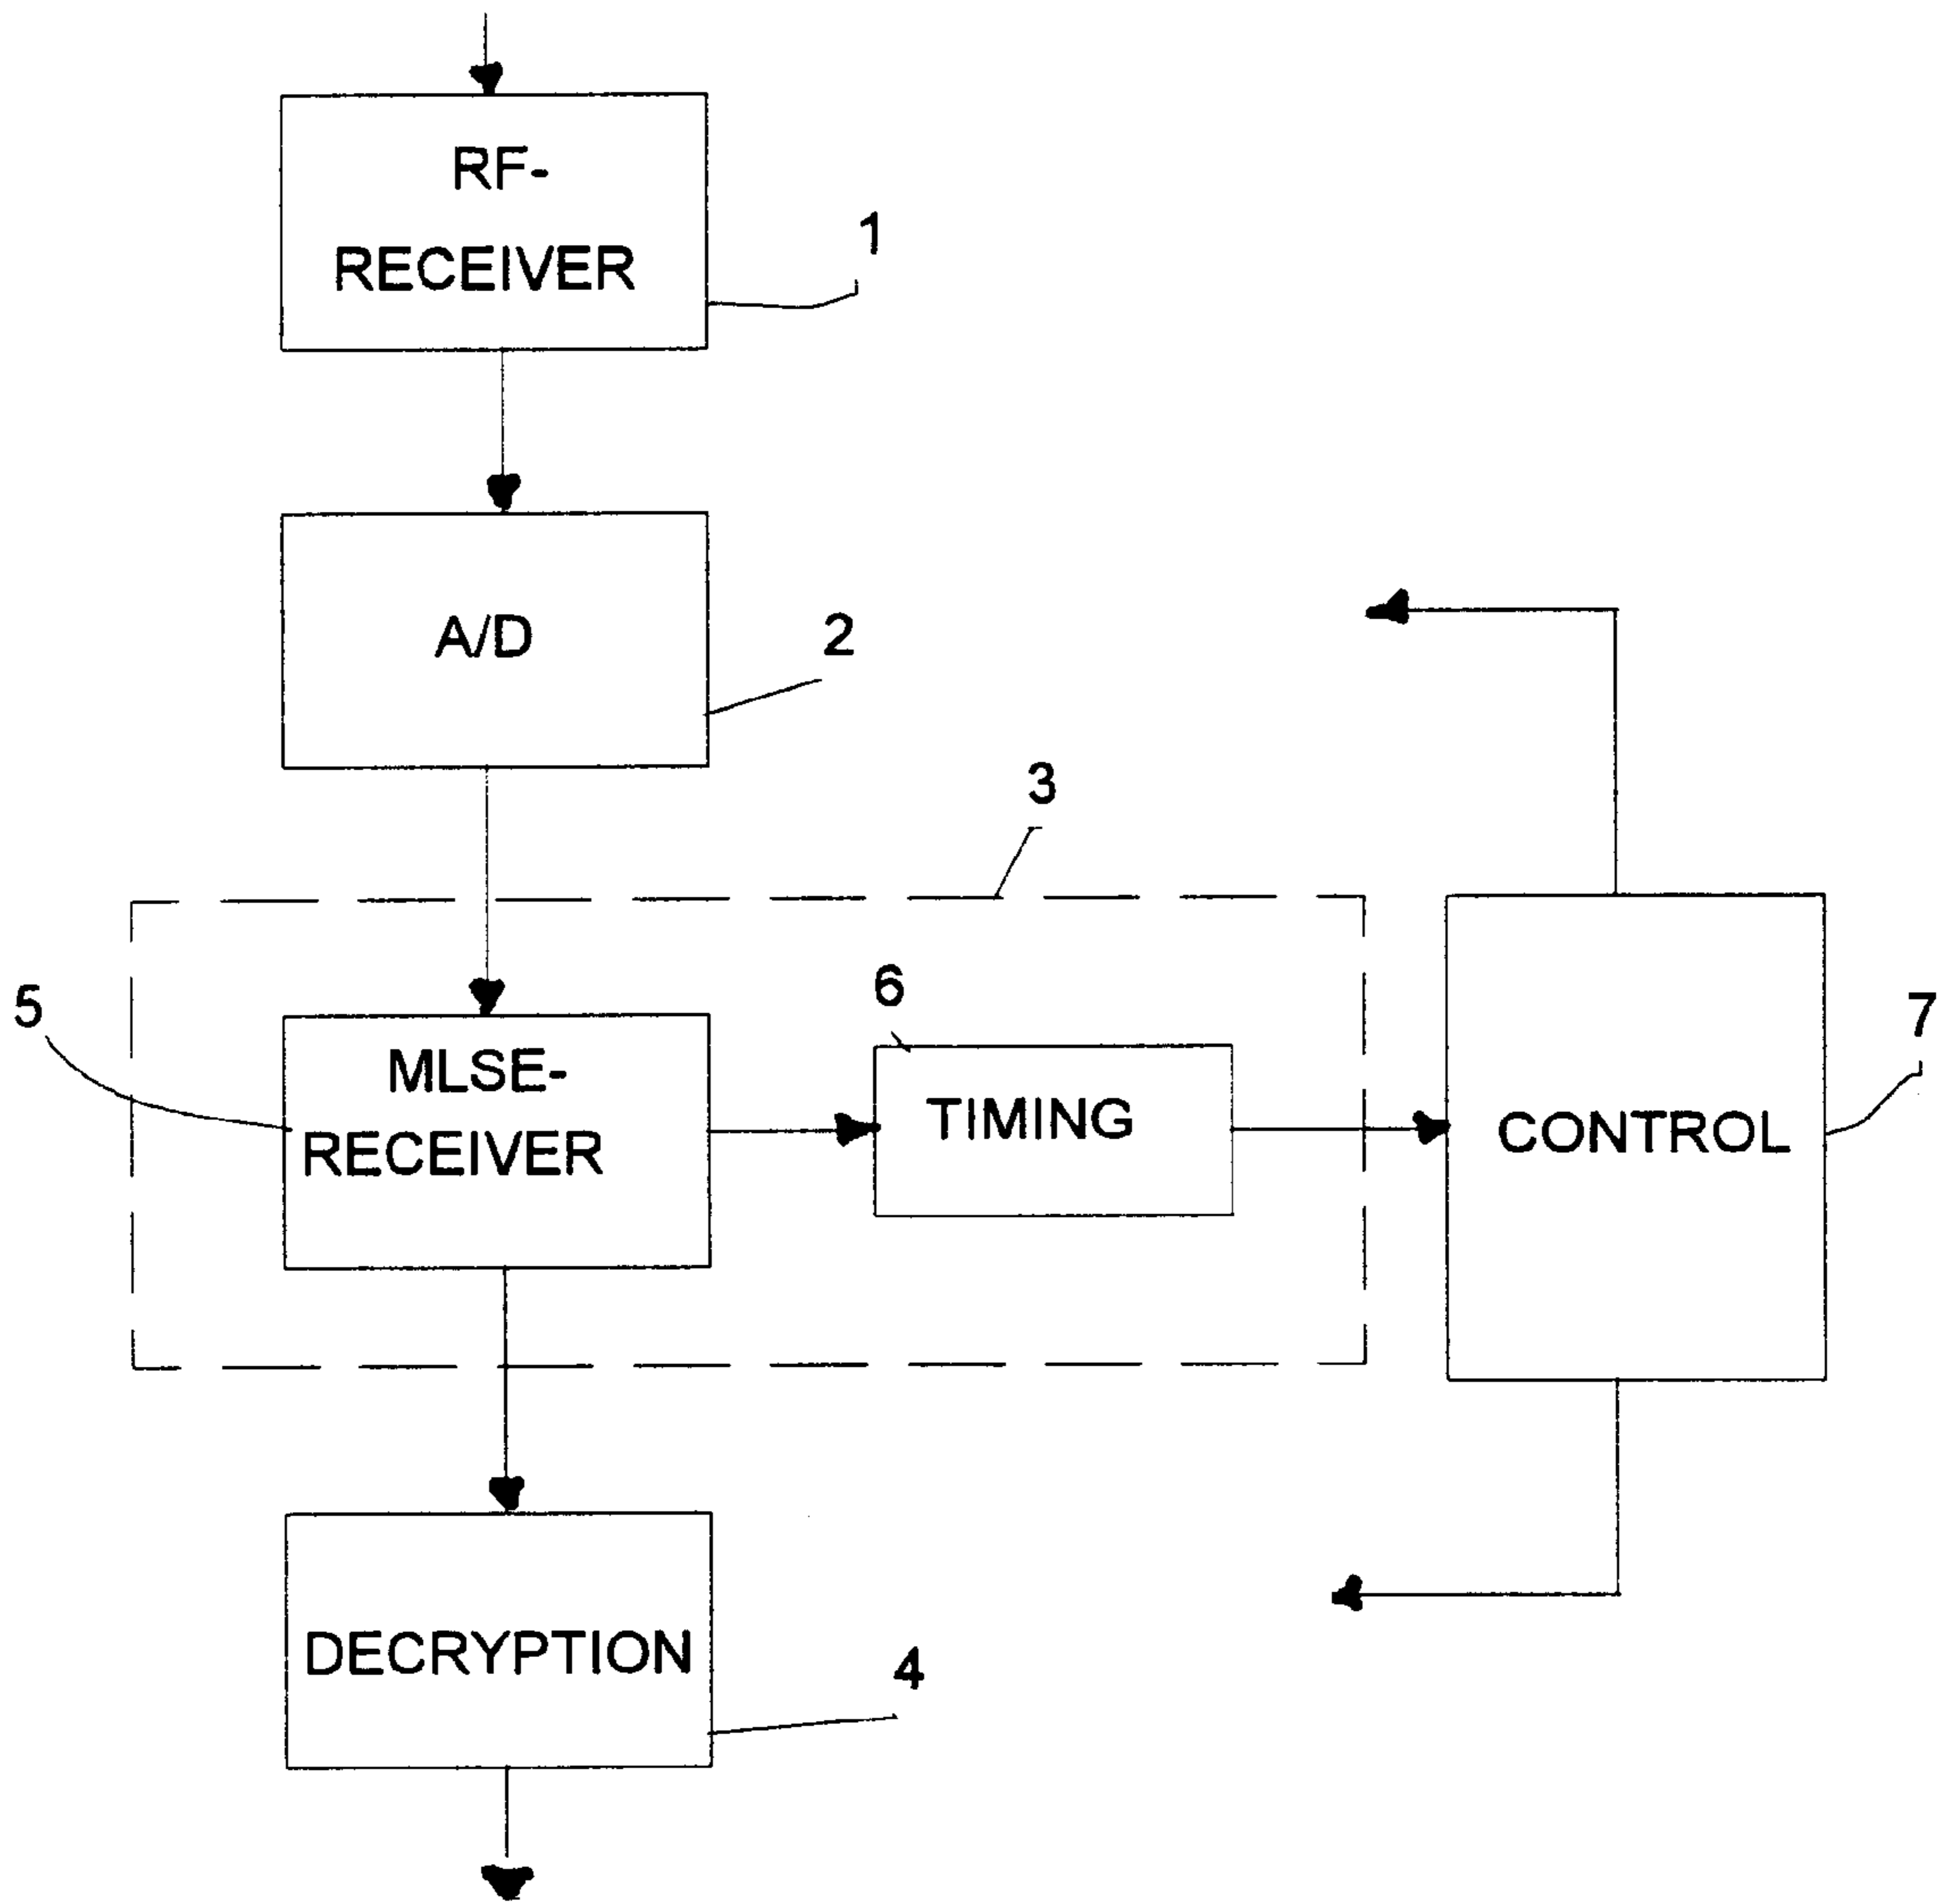 RF-
RECEIVER
1
A/D
2
3
5
MLSE-
RECEIVER
6
TIMING
CONTROL
7
DECRYPTION
4